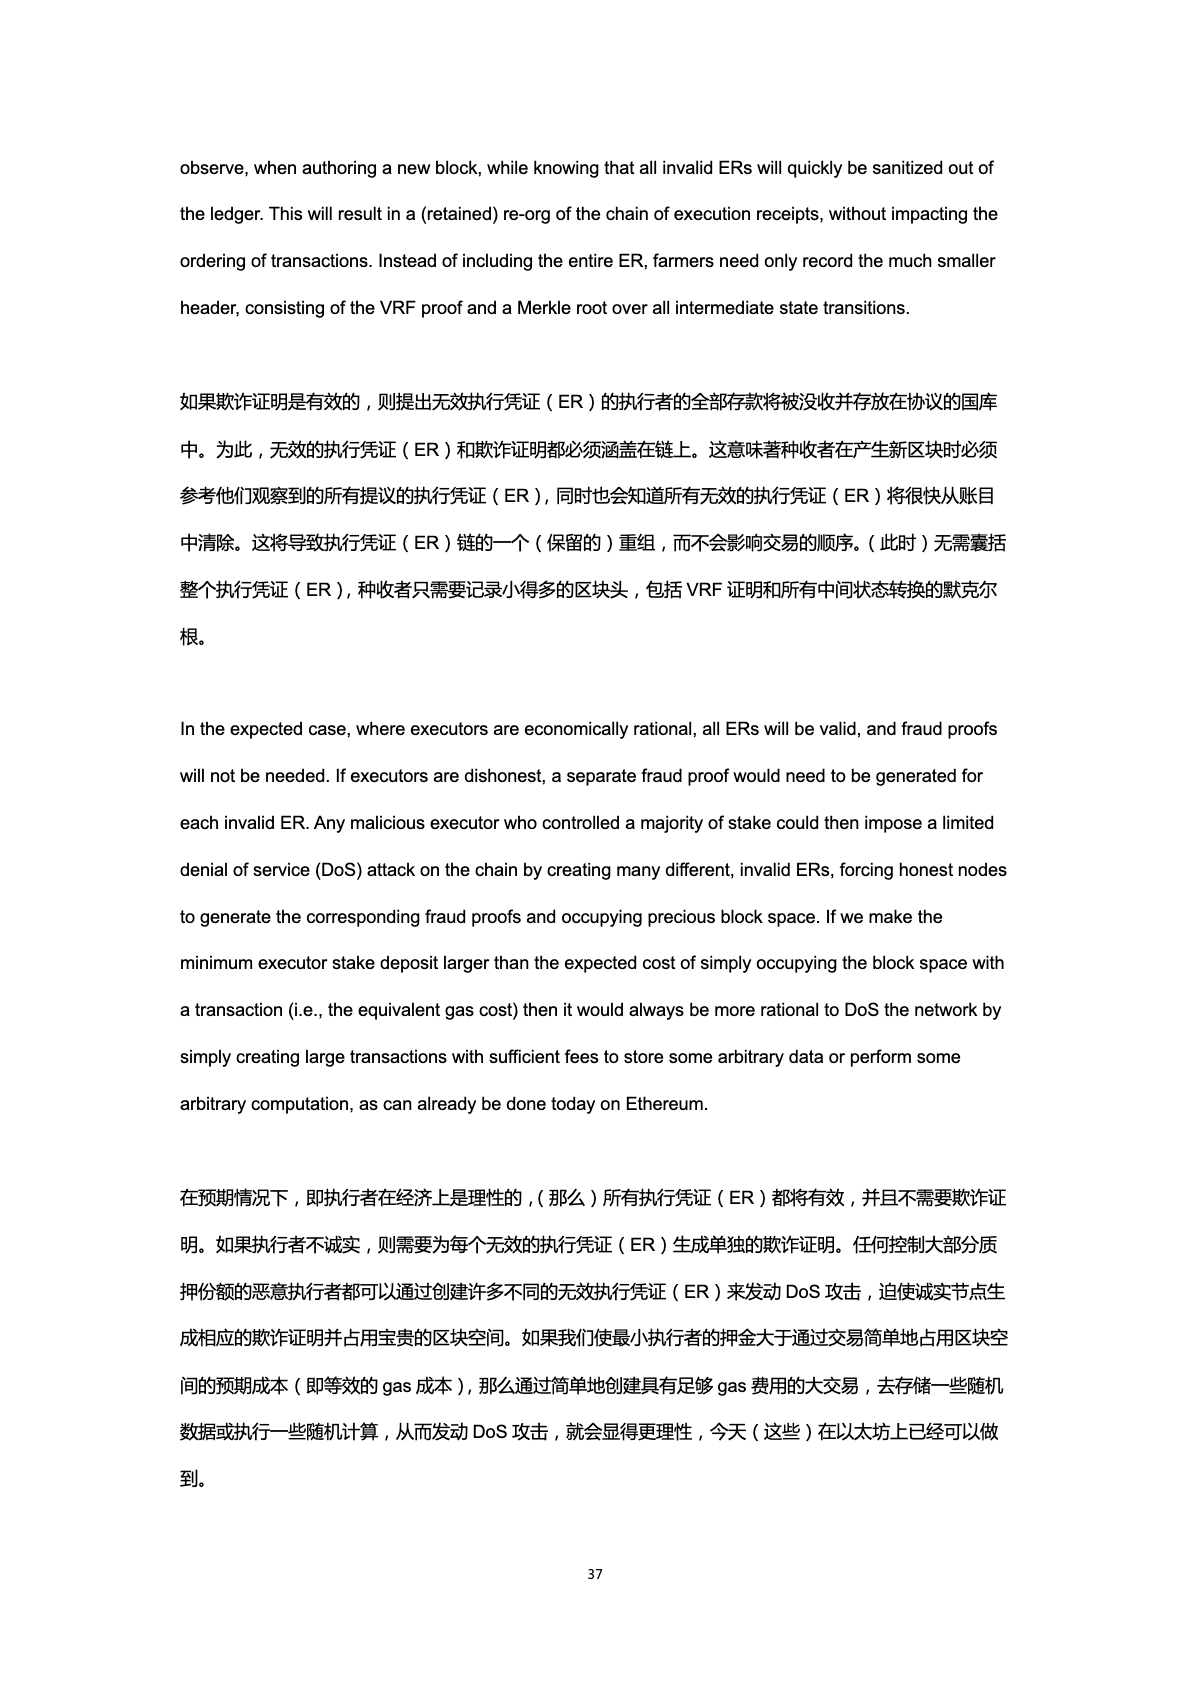 observe, when authoring a new block, while knowing that all invalid ERs will quickly be sanitized out of
the ledger. This will result in a (retained) re-org of the chain of execution receipts, without impacting the
ordering of transactions. Instead of including the entire ER, farmers need only record the much smaller
header, consisting of the VRF proof and a Merkle root over all intermediate state transitions.
如果欺诈证明是有效的，则提出无效执行凭证（ER）的执行者的全部存款将被没收并存放在协议的国库
中。为此，无效的执行凭证（ER）和欺诈证明都必须涵盖在链上。这意味著种收者在产生新区块时必须
参考他们观察到的所有提议的执行凭证（ER），同时也会知道所有无效的执行凭证（ER）将很快从账目
中清除。这将导致执行凭证（ER）链的一个（保留的）重组，而不会影响交易的顺序。（此时）无需囊括
整个执行凭证（ER），种收者只需要记录小得多的区块头，包括 VRF 证明和所有中间状态转换的默克尔
根。
In the expected case, where executors are economically rational, all ERs will be valid, and fraud proofs
will not be needed. If executors are dishonest, a separate fraud proof would need to be generated for
each invalid ER. Any malicious executor who controlled a majority of stake could then impose a limited
denial of service (DoS) attack on the chain by creating many different, invalid ERs, forcing honest nodes
to generate the corresponding fraud proofs and occupying precious block space. If we make the
minimum executor stake deposit larger than the expected cost of simply occupying the block space with
a transaction (i.e., the equivalent gas cost) then it would always be more rational to DoS the network by
simply creating large transactions with sufficient fees to store some arbitrary data or perform some
arbitrary computation, as can already be done today on Ethereum.
在预期情况下，即执行者在经济上是理性的，（那么）所有执行凭证（ER）都将有效，并且不需要欺诈证
明。如果执行者不诚实，则需要为每个无效的执行凭证（ER）生成单独的欺诈证明。任何控制大部分质
押份额的恶意执行者都可以通过创建许多不同的无效执行凭证（ER）来发动 DoS 攻击，迫使诚实节点生
成相应的欺诈证明并占用宝贵的区块空间。如果我们使最小执行者的押金大于通过交易简单地占用区块空
间的预期成本（即等效的 gas 成本），那么通过简单地创建具有足够 gas 费用的大交易，去存储一些随机
数据或执行一些随机计算，从而发动 DoS 攻击，就会显得更理性，今天（这些）在以太坊上已经可以做
到。
37